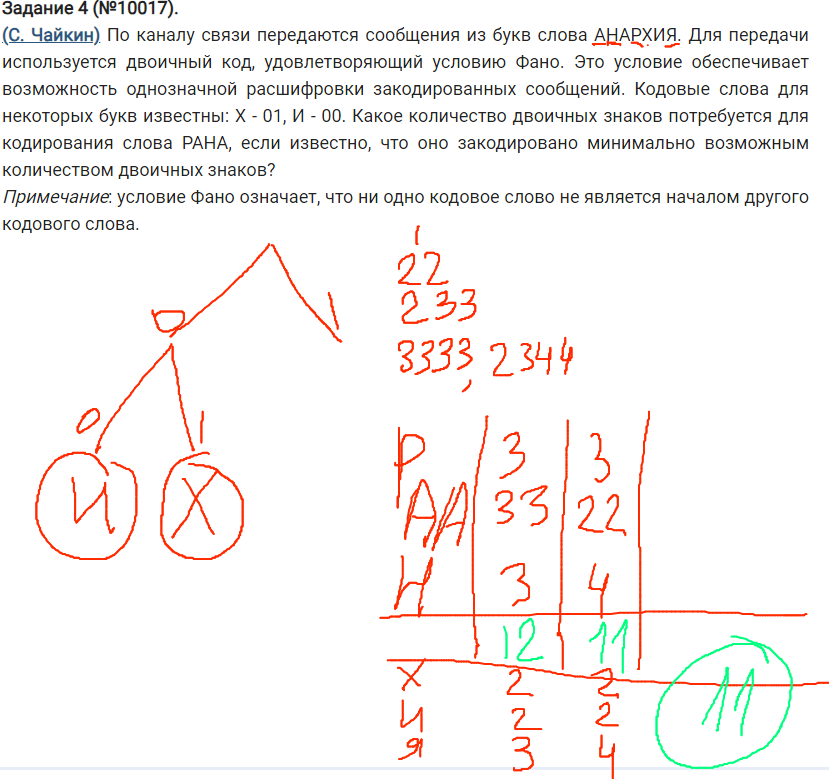 Задание 4 (№10017).
(С. Чайкин) По каналу связи передаются сообщения из букв слова АНАРХИЯ. Для передачи
используется двоичный код, удовлетворяющий условию Фано. Это условие обеспечивает
возможность однозначной расшифровки закодированных сообщений. Кодовые слова для
некоторых букв известны: Х - 01, И - 00. Какое количество двоичных знаков потребуется для
кодирования слова РАНА, если известно, что оно закодировано минимально возможным
количеством двоичных знаков?
Примечание: условие Фано означает, что ни одно кодовое слово не является началом другого
кодового слова.
1
22
0 1
233
3333, 2344
0 1
И Х
Р 3 3
АА 33 22
Н 3 4
12 11
Х 2 2
И 2 2
Я 3 4
11